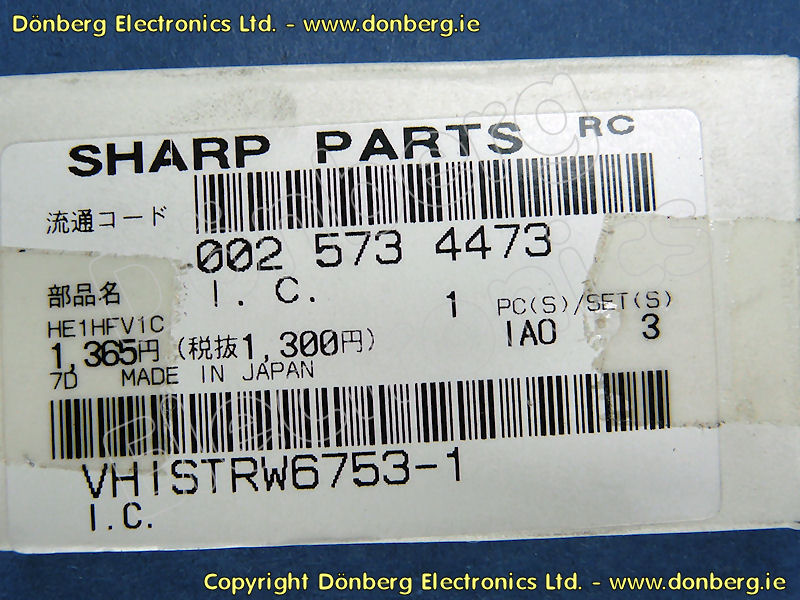 Dönberg Electronics Ltd. - www.donberg.ie
SHARP PARTS RC
流通コード
002 573 4473
部品名 I.C.
HE1HFV1C 1 PC(S)/SET(S)
1,365円 (税抜1,300円) IAO 3
7D MADE IN JAPAN
VHISTRW6753-1
I.C.
Copyright Dönberg Electronics Ltd. - www.donberg.ie